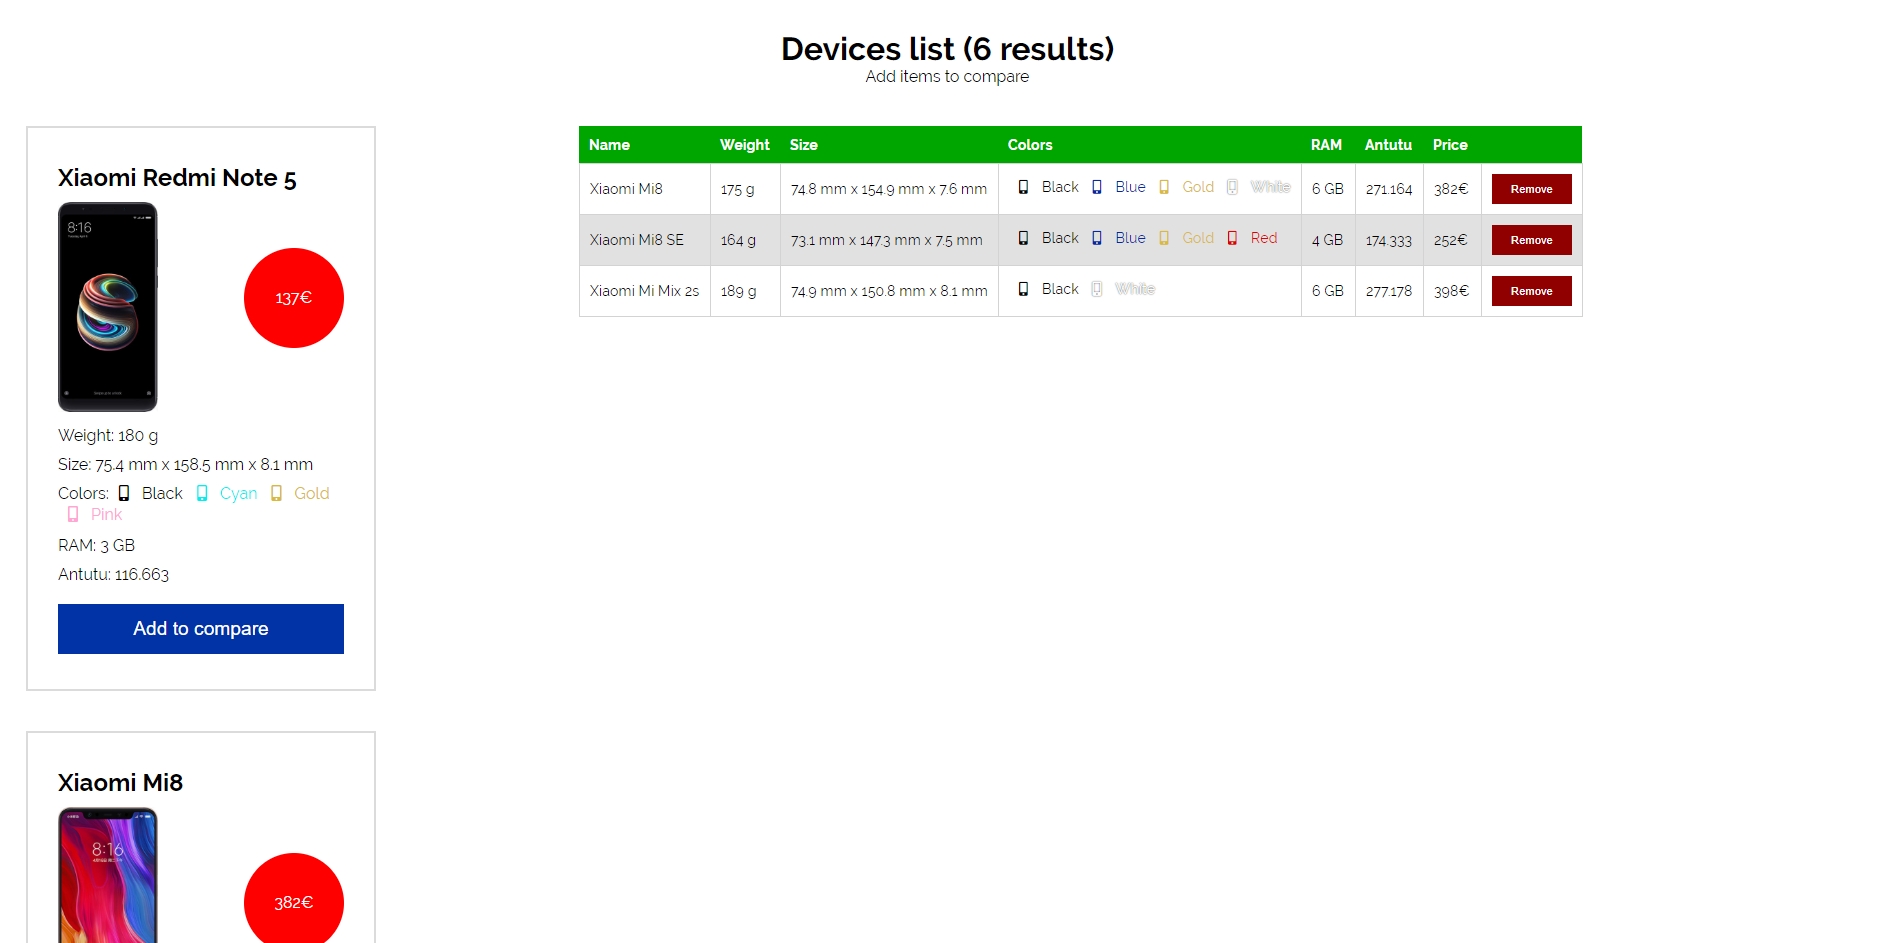 Devices list (6 results)
Add items to compare
Xiaomi Redmi Note 5
8:16
137€
Weight: 180 g
Size: 75.4 mm x 158.5 mm x 8.1 mm
Colors: Black Cyan Gold
Pink
RAM: 3 GB
Antutu: 116.663
Add to compare
Xiaomi Mi8
8:16
382€
Name Weight Size Colors RAM Antutu Price
Xiaomi Mi8 175 g 74.8 mm x 154.9 mm x 7.6 mm Black Blue Gold White 6 GB 271.164 382€ Remove
Xiaomi Mi8 SE 164 g 73.1 mm x 147.3 mm x 7.5 mm Black Blue Gold Red 4 GB 174.333 252€ Remove
Xiaomi Mi Mix 2s 189 g 74.9 mm x 150.8 mm x 8.1 mm Black White 6 GB 277.178 398€ Remove